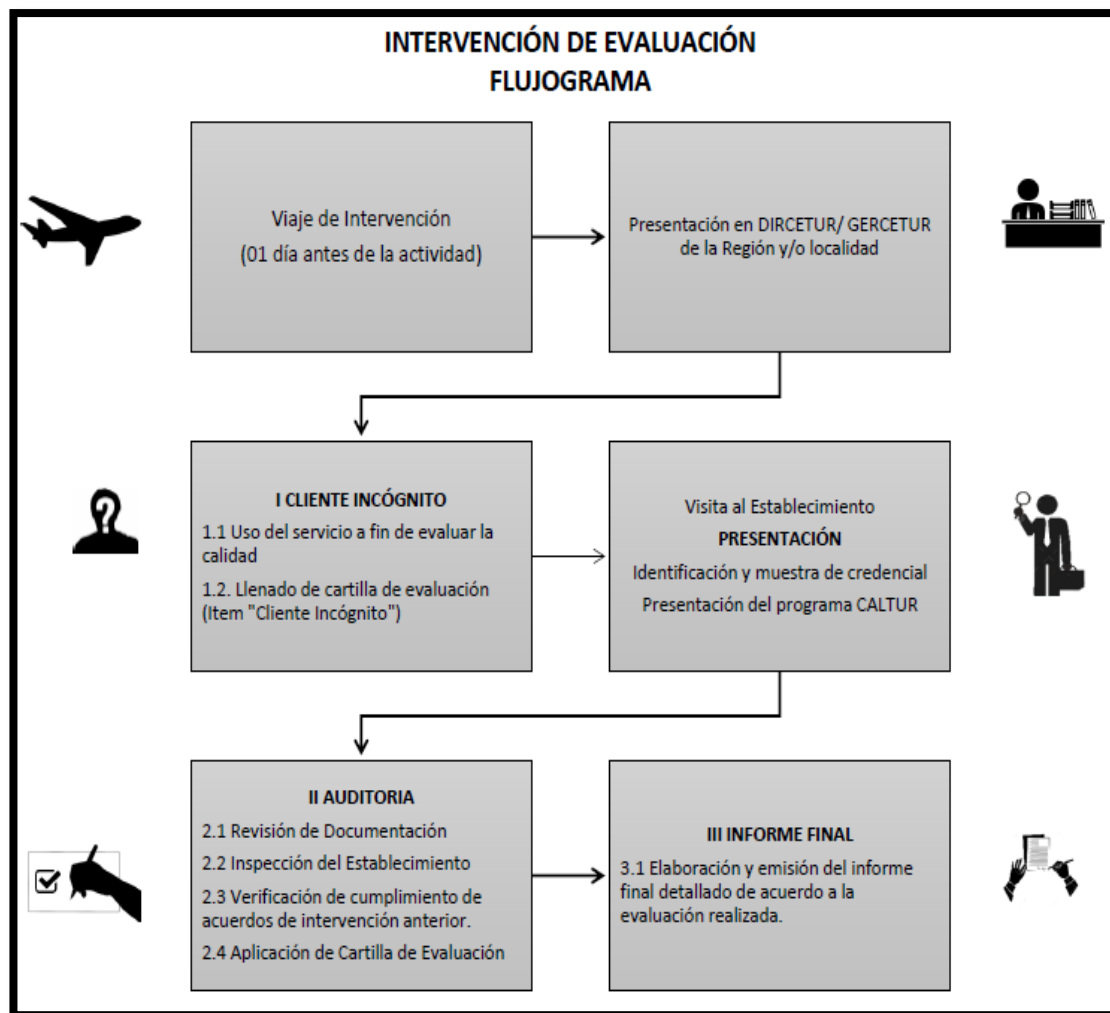 INTERVENCIÓN DE EVALUACIÓN
FLUJOGRAMA
Viaje de Intervención
(01 día antes de la actividad)
Presentación en DIRCETUR/ GERCETUR
de la Región y/o localidad
I CLIENTE INCÓGNITO
1.1 Uso del servicio a fin de evaluar la
calidad
1.2. Llenado de cartilla de evaluación
(Item "Cliente Incógnito")
Visita al Establecimiento
PRESENTACIÓN
Identificación y muestra de credencial
Presentación del programa CALTUR
II AUDITORIA
2.1 Revisión de Documentación
2.2 Inspección del Establecimiento
2.3 Verificación de cumplimiento de
acuerdos de intervención anterior.
2.4 Aplicación de Cartilla de Evaluación
III INFORME FINAL
3.1 Elaboración y emisión del informe
final detallado de acuerdo a la
evaluación realizada.